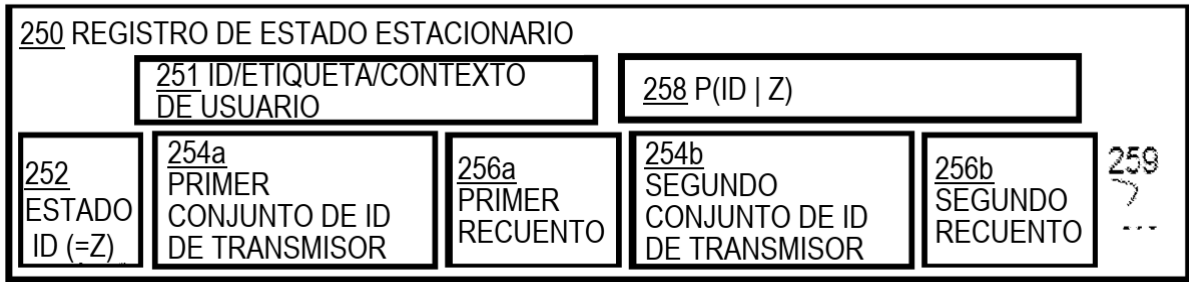 250 REGISTRO DE ESTADO ESTACIONARIO
251 ID/ETIQUETA/CONTEXTO
DE USUARIO
258 P(ID | Z)
252
ESTADO
ID (=Z)
254a
PRIMER
CONJUNTO DE ID
DE TRANSMISOR
256a
PRIMER
RECUENTO
254b
SEGUNDO
CONJUNTO DE ID
DE TRANSMISOR
256b
SEGUNDO
RECUENTO
259
...